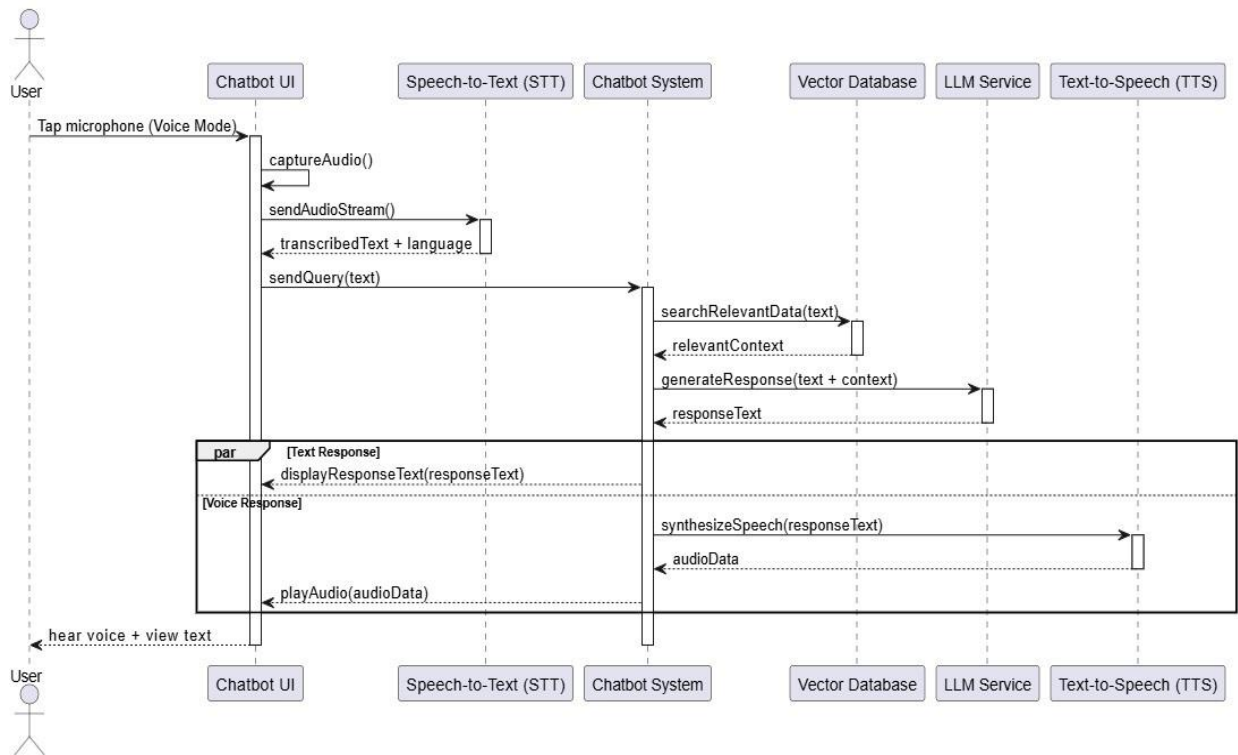 User
Chatbot UI
Speech-to-Text (STT)
Chatbot System
Vector Database
LLM Service
Text-to-Speech (TTS)
Tap microphone (Voice Mode)
captureAudio()
sendAudioStream()
transcribedText + language
sendQuery(text)
searchRelevantData(text)
relevantContext
generateResponse(text + context)
responseText
par
[Text Response]
displayResponseText(responseText)
[Voice Response]
synthesizeSpeech(responseText)
audioData
playAudio(audioData)
hear voice + view text
User
Chatbot UI
Speech-to-Text (STT)
Chatbot System
Vector Database
LLM Service
Text-to-Speech (TTS)